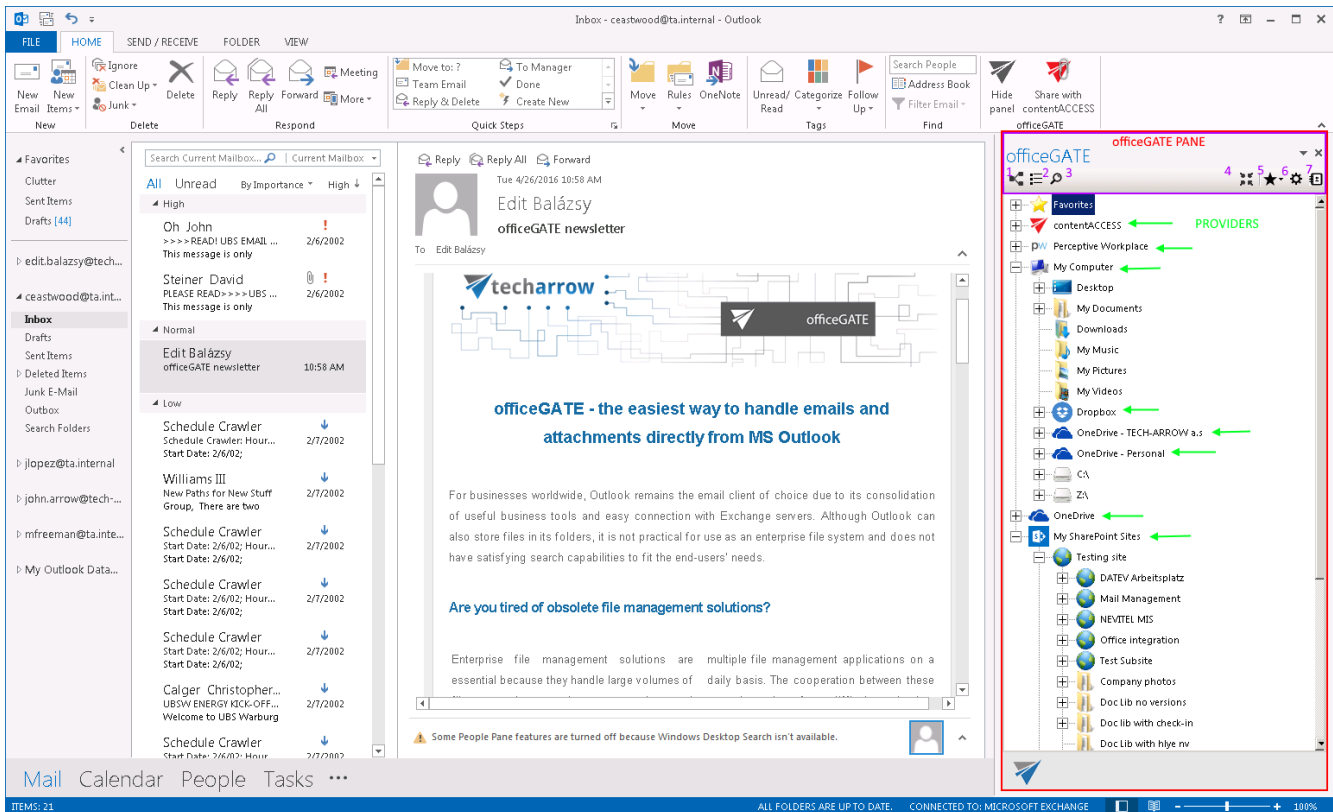 Inbox - ceastwood@ta.internal - Outlook
FILE HOME SEND / RECEIVE FOLDER VIEW
New Email
New Items
New
Ignore
Clean Up
Junk
Delete
Delete
Reply
Reply All
Forward
Meeting
More
Respond
Move to: ?
Team Email
Reply & Delete
To Manager
Done
Create New
Quick Steps
Move
Rules
OneNote
Move
Unread/ Read
Categorize
Follow Up
Tags
Search People
Address Book
Filter Email
Find
Hide panel
Share with contentACCESS
officeGATE
Favorites
Clutter
Sent Items
Drafts [44]
edit.balazsy@tech...
ceastwood@ta.int...
Inbox
Drafts
Sent Items
Deleted Items
Junk E-Mail
Outbox
Search Folders
jlopez@ta.internal
john.arrow@tech-...
mfreeman@ta.inte...
My Outlook Data...
Search Current Mailbox... Current Mailbox
All Unread By Importance High
High
Oh John
>>>>READ! UBS EMAIL ... 2/6/2002
This message is only
Steiner David
PLEASE READ>>>>UBS ... 2/6/2002
This message is only
Normal
Edit Balázsy
officeGATE newsletter 10:58 AM
Low
Schedule Crawler
Schedule Crawler: Hour... 2/7/2002
Start Date: 2/6/02;
Williams III
New Paths for New Stuff 2/7/2002
Group, There are two
Schedule Crawler
Start Date: 2/6/02; Hour... 2/7/2002
Start Date: 2/6/02;
Schedule Crawler
Start Date: 2/6/02; Hour... 2/7/2002
Start Date: 2/6/02;
Schedule Crawler
Start Date: 2/6/02; Hour... 2/7/2002
Start Date: 2/6/02;
Calger Christopher...
UBSW ENERGY KICK-OFF... 2/7/2002
Welcome to UBS Warburg
Schedule Crawler
Start Date: 2/6/02; Hour... 2/7/2002
Reply Reply All Forward
Tue 4/26/2016 10:58 AM
Edit Balázsy
officeGATE newsletter
To Edit Balázsy
techarrow
officeGATE
officeGATE - the easiest way to handle emails and
attachments directly from MS Outlook
For businesses worldwide, Outlook remains the email client of choice due to its consolidation
of useful business tools and easy connection with Exchange servers. Although Outlook can
also store files in its folders, it is not practical for use as an enterprise file system and does not
have satisfying search capabilities to fit the end-users' needs.
Are you tired of obsolete file management solutions?
Enterprise file management solutions are
essential because they handle large volumes of
multiple file management applications on a
daily basis. The cooperation between these
Some People Pane features are turned off because Windows Desktop Search isn't available.
officeGATE PANE
officeGATE
1 2 3 4 5 6 7
Favorites
contentACCESS
PROVIDERS
pw Perceptive Workplace
My Computer
Desktop
My Documents
Downloads
My Music
My Pictures
My Videos
Dropbox
OneDrive - TECH-ARROW a.s
OneDrive - Personal
C:\
Z:\
OneDrive
My SharePoint Sites
Testing site
DATEV Arbeitsplatz
Mail Management
NEVITEL MIS
Office integration
Test Subsite
Company photos
Doc Lib no versions
Doc lib with check-in
Doc Lib with hlye nv
Mail Calendar People Tasks ...
ITEMS: 21 ALL FOLDERS ARE UP TO DATE. CONNECTED TO: MICROSOFT EXCHANGE 100%